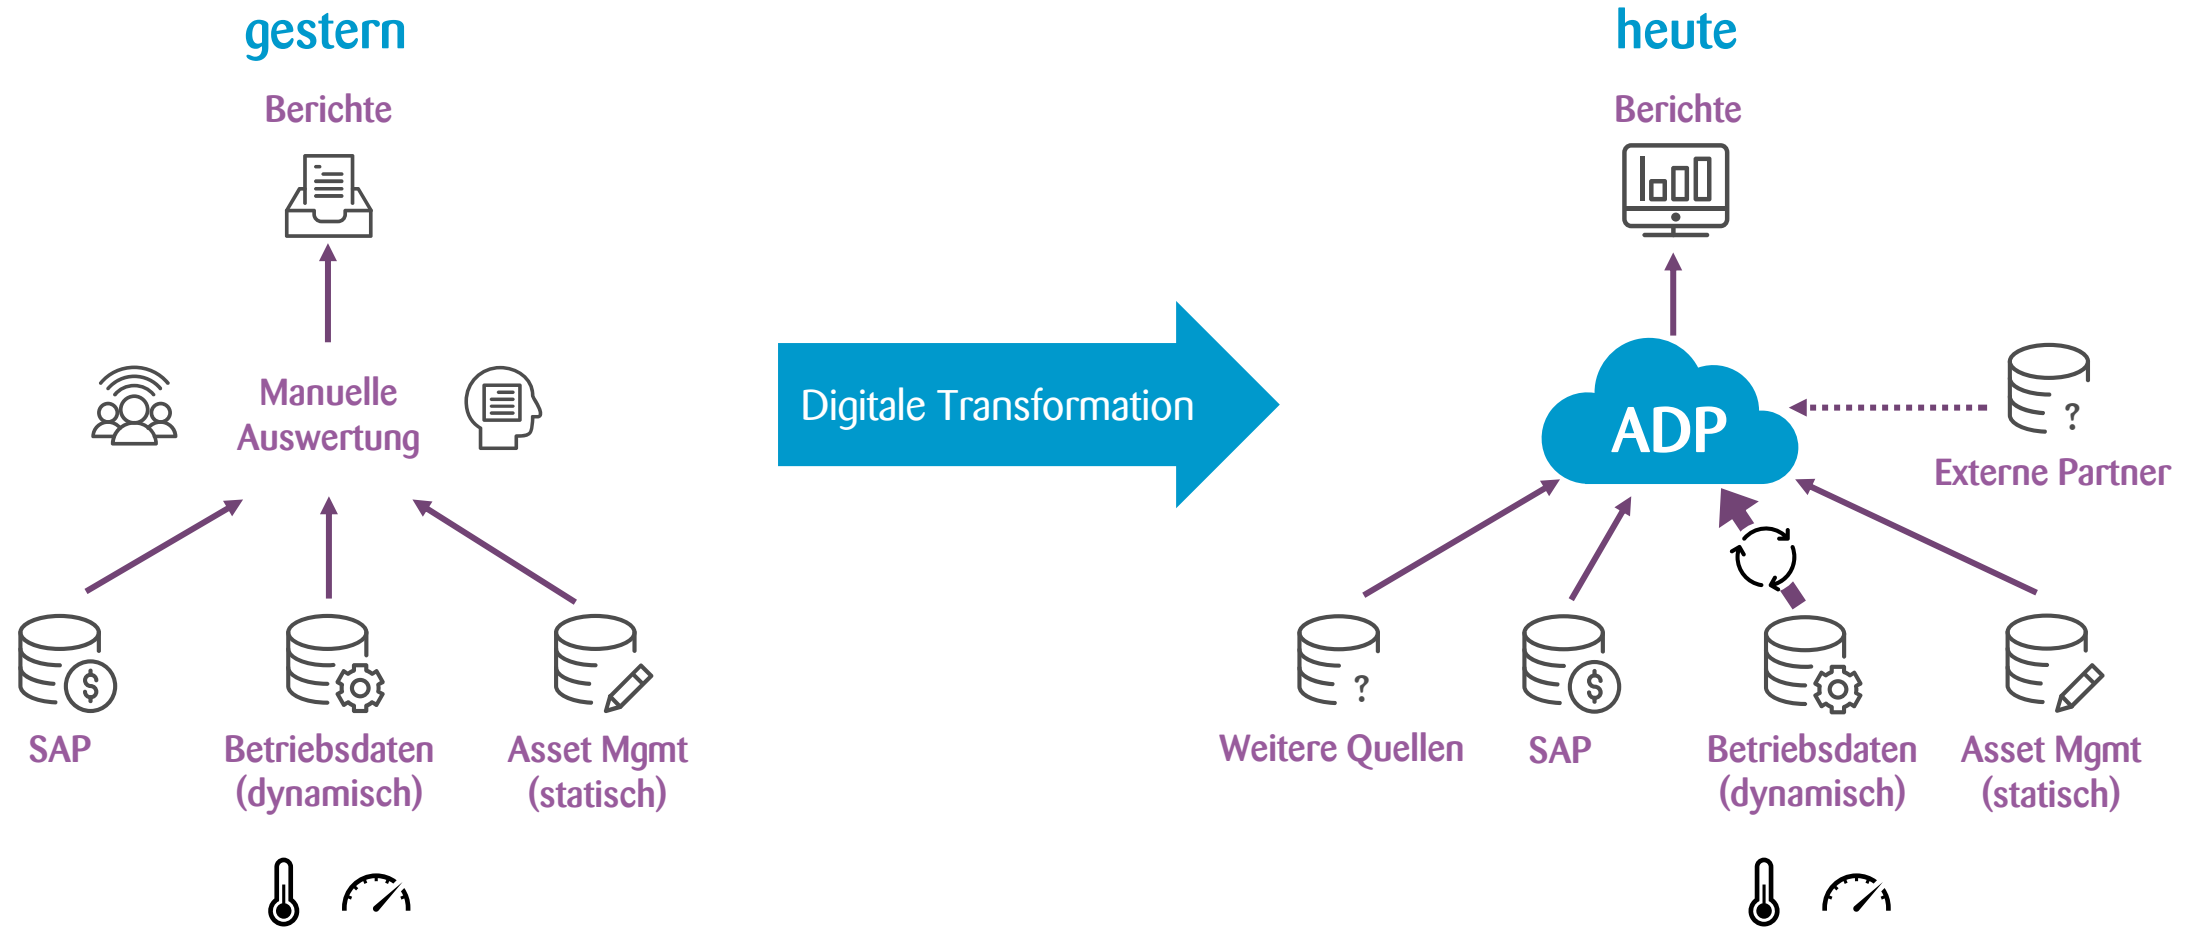 gestern
Berichte
Manuelle
Auswertung
SAP
$
Betriebsdaten
(dynamisch)
Asset Mgmt
(statisch)
Digitale Transformation
heute
Berichte
ADP
?
Externe Partner
?
Weitere Quellen
$
SAP
Betriebsdaten
(dynamisch)
Asset Mgmt
(statisch)